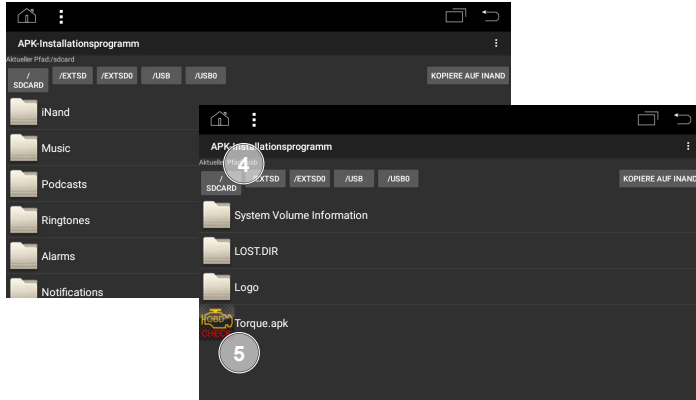 APK-Installationsprogramm
Aktueller Pfad:/sdcard
/
SDCARD
/EXTSD
/EXTSD0
/USB
/USB0
KOPIERE AUF INAND
iNand
Music
Podcasts
Ringtones
Alarms
Notifications
APK-Installationsprogramm
Aktueller
4
/
SDCARD
/EXTSD
/EXTSD0
/USB
/USB0
KOPIERE AUF INAND
System Volume Information
LOST.DIR
Logo
OBD
CHECK
Torque.apk
5